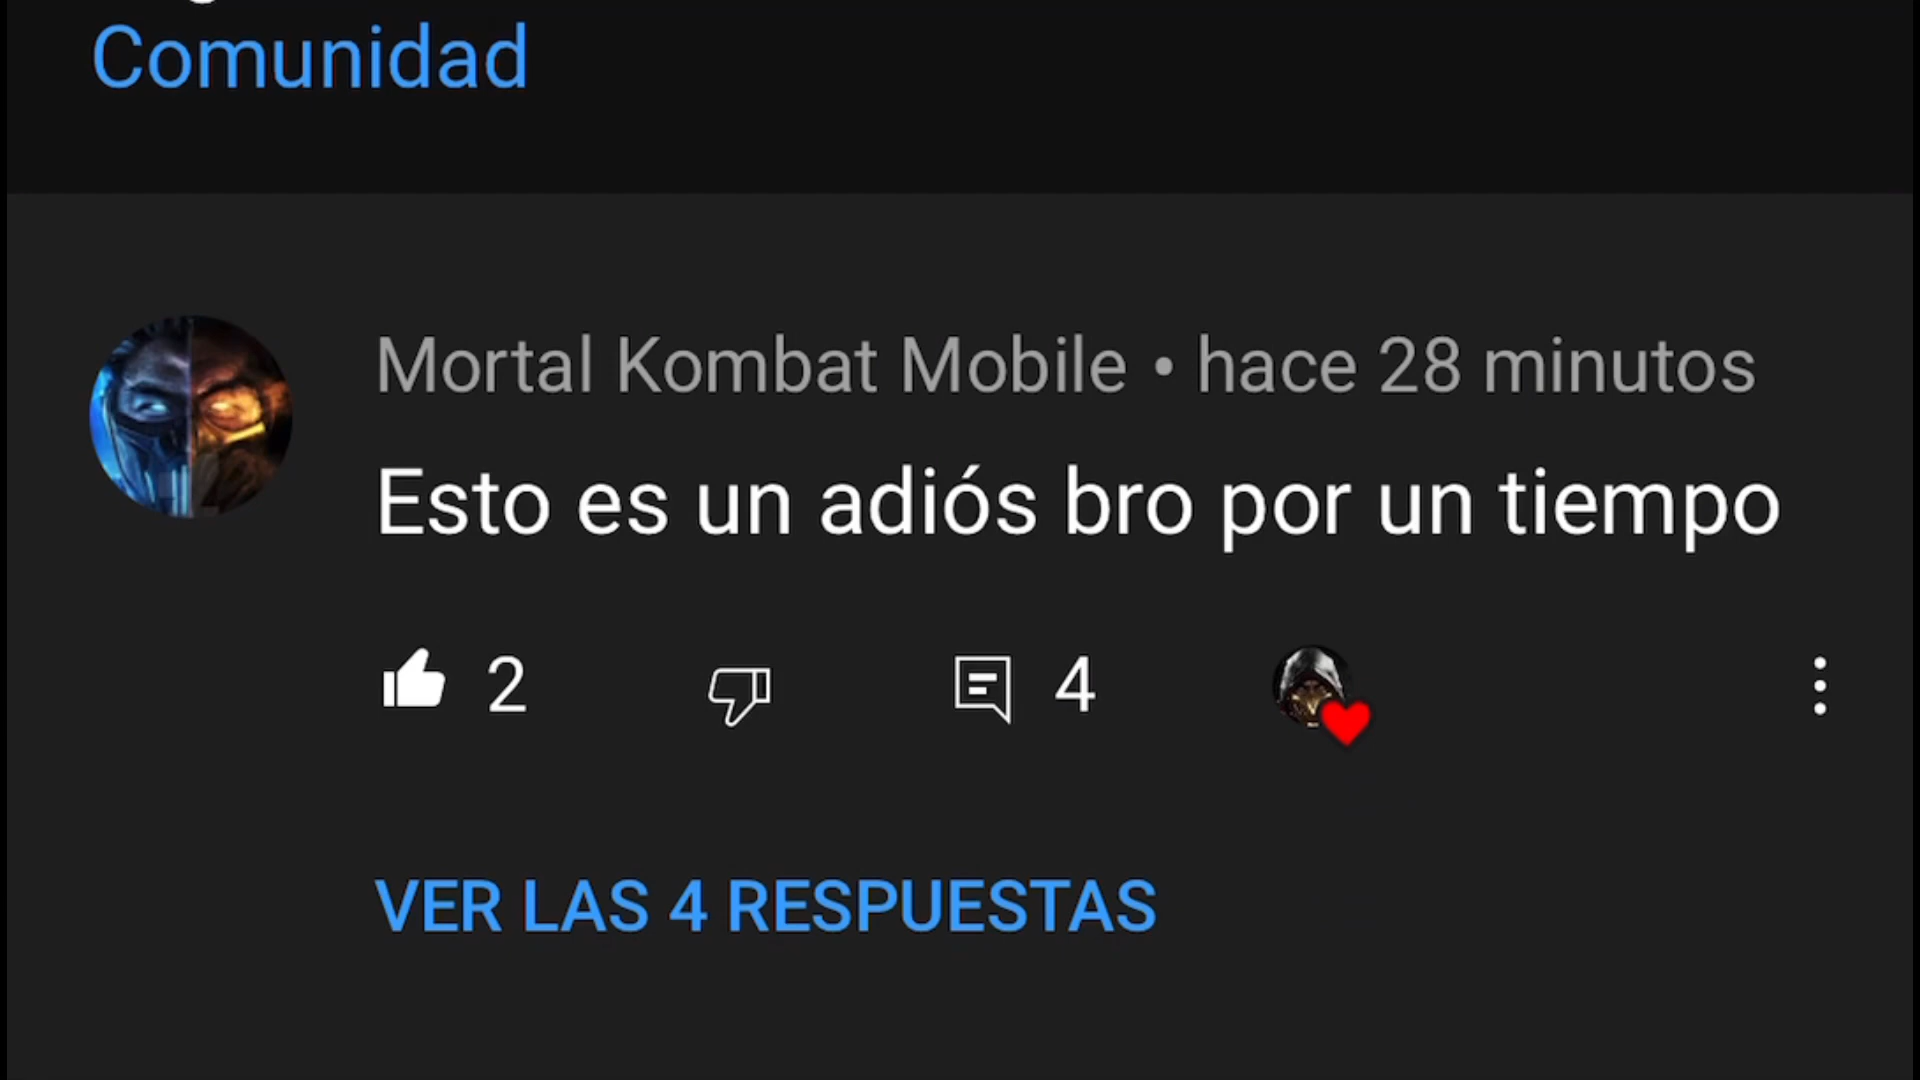 Comunidad
Mortal Kombat Mobile • hace 28 minutos
Esto es un adiós bro por un tiempo
2 4
VER LAS 4 RESPUESTAS